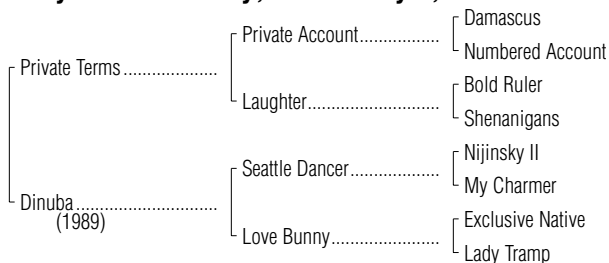 Damascus
Private Account
Numbered Account
Private Terms
Bold Ruler
Laughter
Shenanigans
Nijinsky II
Seattle Dancer
My Charmer
Dinuba
(1989)
Exclusive Native
Love Bunny
Lady Tramp